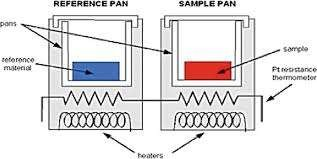 REFERENCE PAN
SAMPLE PAN
pans
reference
material
sample
Pt resistance
thermometer
heaters